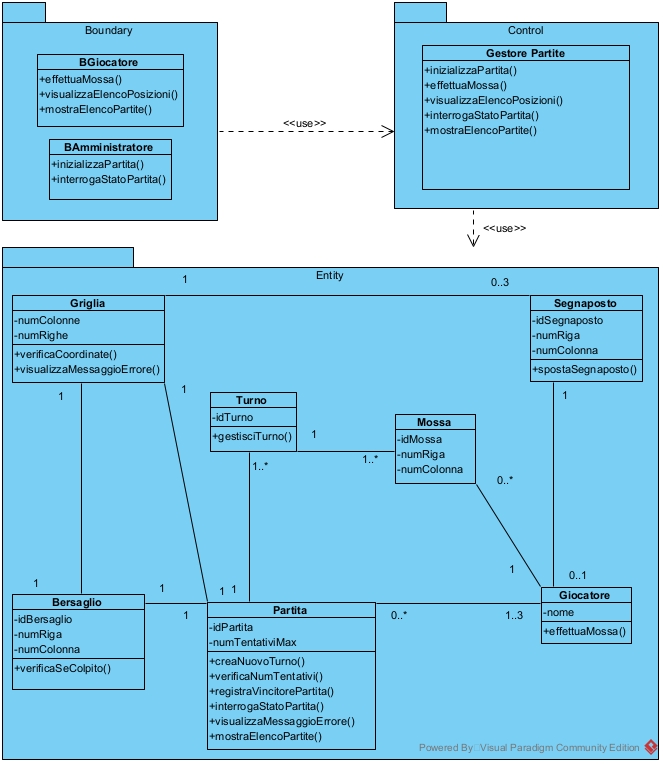 Boundary
BGiocatore
+effettuaMossa()
+visualizzaElencoPosizioni()
+mostraElencoPartite()
BAmministratore
+inizializzaPartita()
+interrogaStatoPartita()
<<use>>
Control
Gestore Partite
+inizializzaPartita()
+effettuaMossa()
+visualizzaElencoPosizioni()
+interrogaStatoPartita()
+mostraElencoPartite()
<<use>>
Entity
1
0..3
Griglia
-numColonne
-numRighe
+verificaCoordinate()
+visualizzaMessaggioErrore()
Segnaposto
-idSegnaposto
-numRiga
-numColonna
+spostaSegnaposto()
1
1
1
Turno
-idTurno
+gestisciTurno()
1
1..*
1..*
Mossa
-idMossa
-numRiga
-numColonna
0..*
1
0..1
1
1
1
1
1
Bersaglio
-idBersaglio
-numRiga
-numColonna
+verificaSeColpito()
Partita
-idPartita
-numTentativiMax
+creaNuovoTurno()
+verificaNumTentativi()
+registraVincitorePartita()
+interrogaStatoPartita()
+visualizzaMessaggioErrore()
+mostraElencoPartite()
0..*
1..3
Giocatore
-nome
+effettuaMossa()
Powered By: Visual Paradigm Community Edition